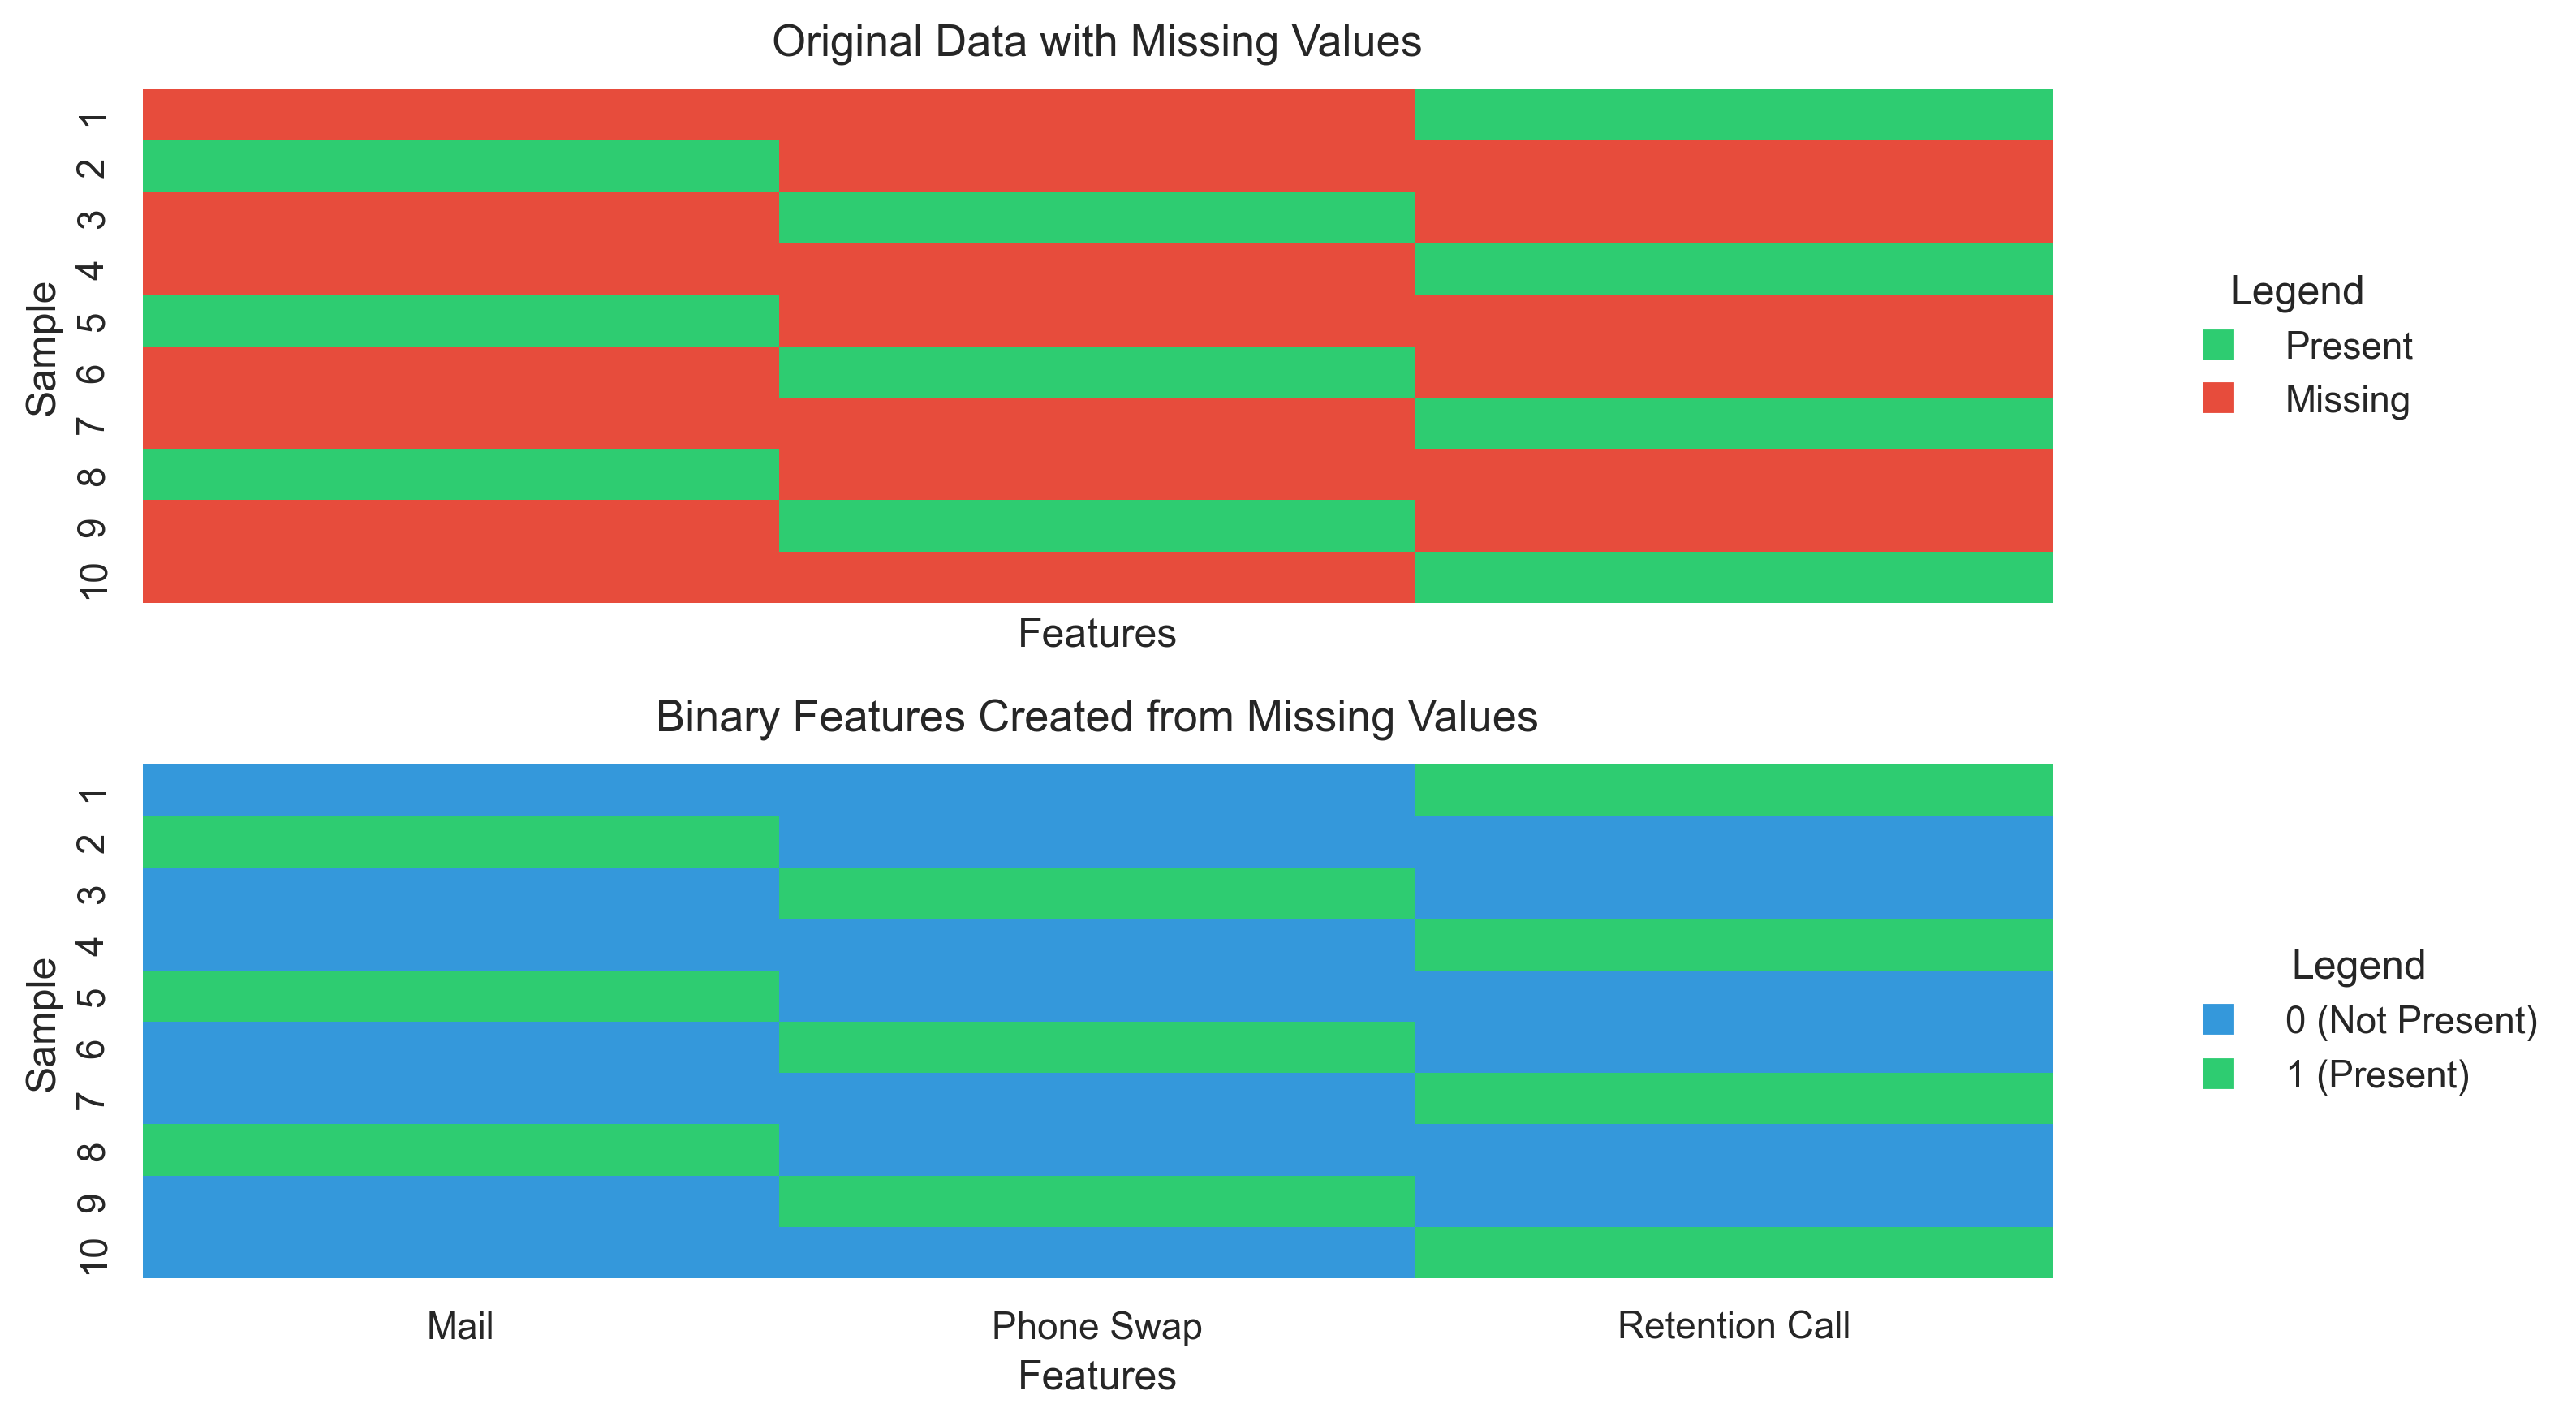 Original Data with Missing Values
Sample
1
2
3
4
5
6
7
8
9
10
Features
Legend
Present
Missing
Binary Features Created from Missing Values
Sample
1
2
3
4
5
6
7
8
9
10
Mail
Phone Swap
Retention Call
Features
Legend
0 (Not Present)
1 (Present)